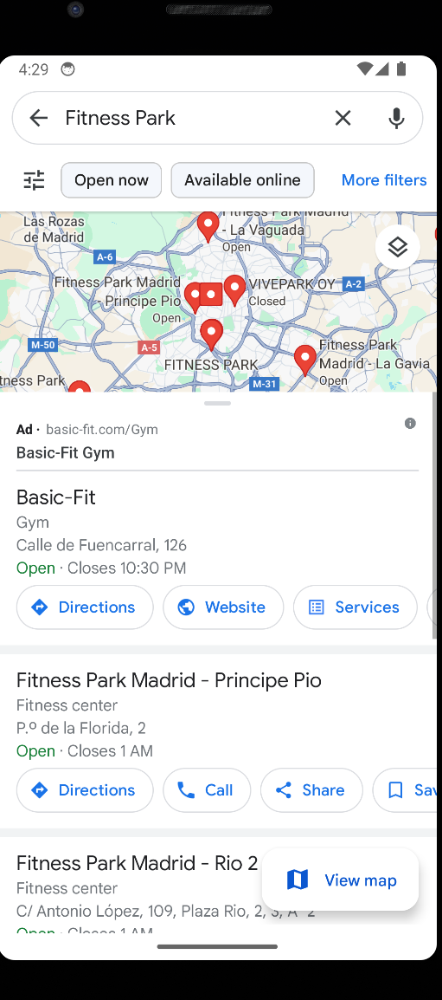 4:29
Fitness Park
Open now
Available online
More filters
Las Rozas
de Madrid
Fitness Park Madrid
- La Vaguada
Open
A-6
Fitness Park Madrid
- Principe Pio
Open
VIVEPARK OY
Closed
A-2
M-50
A-5
FITNESS PARK
Fitness Park
Madrid - La Gavia
Open
tness Park
M-31
Ad · basic-fit.com/Gym
Basic-Fit Gym
Basic-Fit
Gym
Calle de Fuencarral, 126
Open · Closes 10:30 PM
Directions
Website
Services
Fitness Park Madrid - Principe Pio
Fitness center
P.º de la Florida, 2
Open · Closes 1 AM
Directions
Call
Share
Sav
Fitness Park Madrid - Rio 2
Fitness center
C/ Antonio López, 109, Plaza Rio, 2, 3, A 2
Open · Closes 1 AM
View map